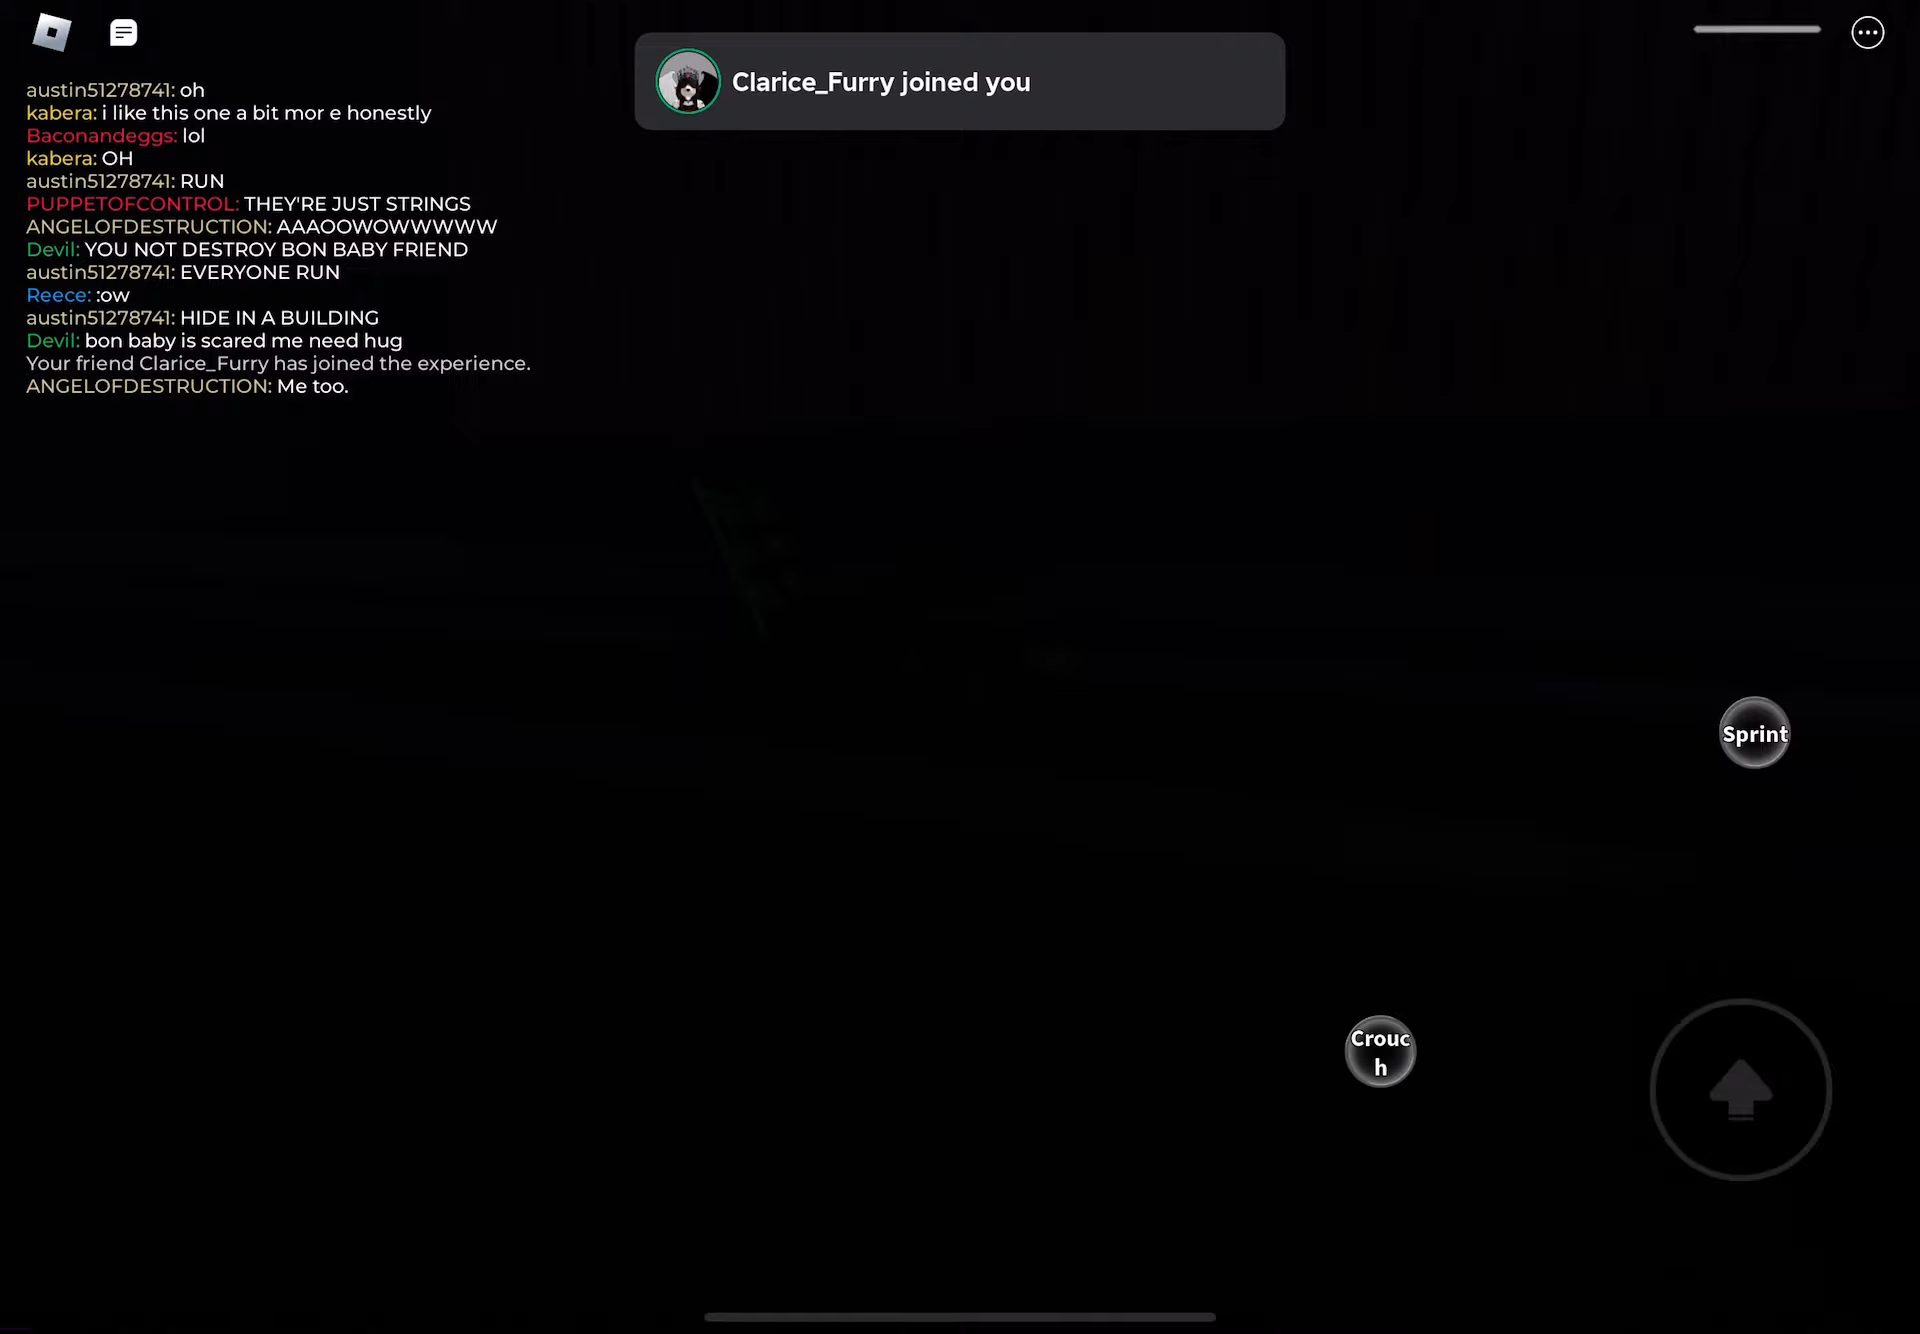 Clarice_Furry joined you
austin51278741: oh
kabera: i like this one a bit mor e honestly
Baconandeggs: lol
kabera: OH
austin51278741: RUN
PUPPETOFCONTROL: THEY'RE JUST STRINGS
ANGELOFDESTRUCTION: AAAOOWOWWWWW
Devil: YOU NOT DESTROY BON BABY FRIEND
austin51278741: EVERYONE RUN
Reece: :ow
austin51278741: HIDE IN A BUILDING
Devil: bon baby is scared me need hug
Your friend Clarice_Furry has joined the experience.
ANGELOFDESTRUCTION: Me too.
Sprint
Crouc
h